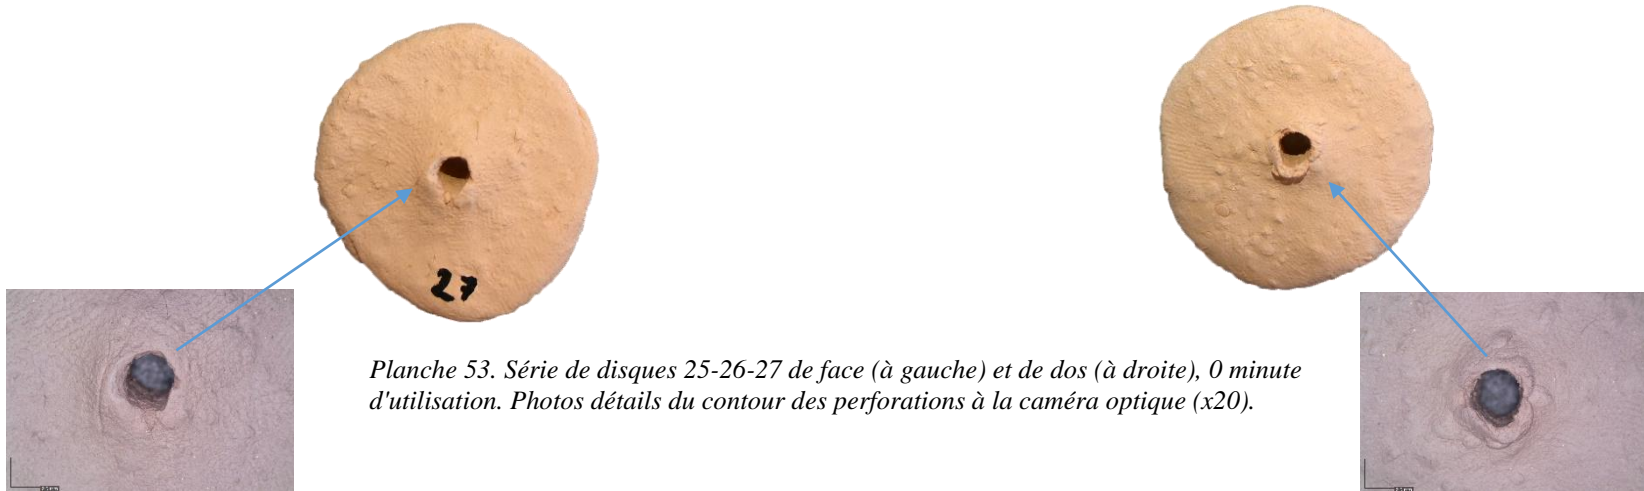 27
Planche 53. Série de disques 25-26-27 de face (à gauche) et de dos (à droite), 0 minute
d'utilisation. Photos détails du contour des perforations à la caméra optique (x20).